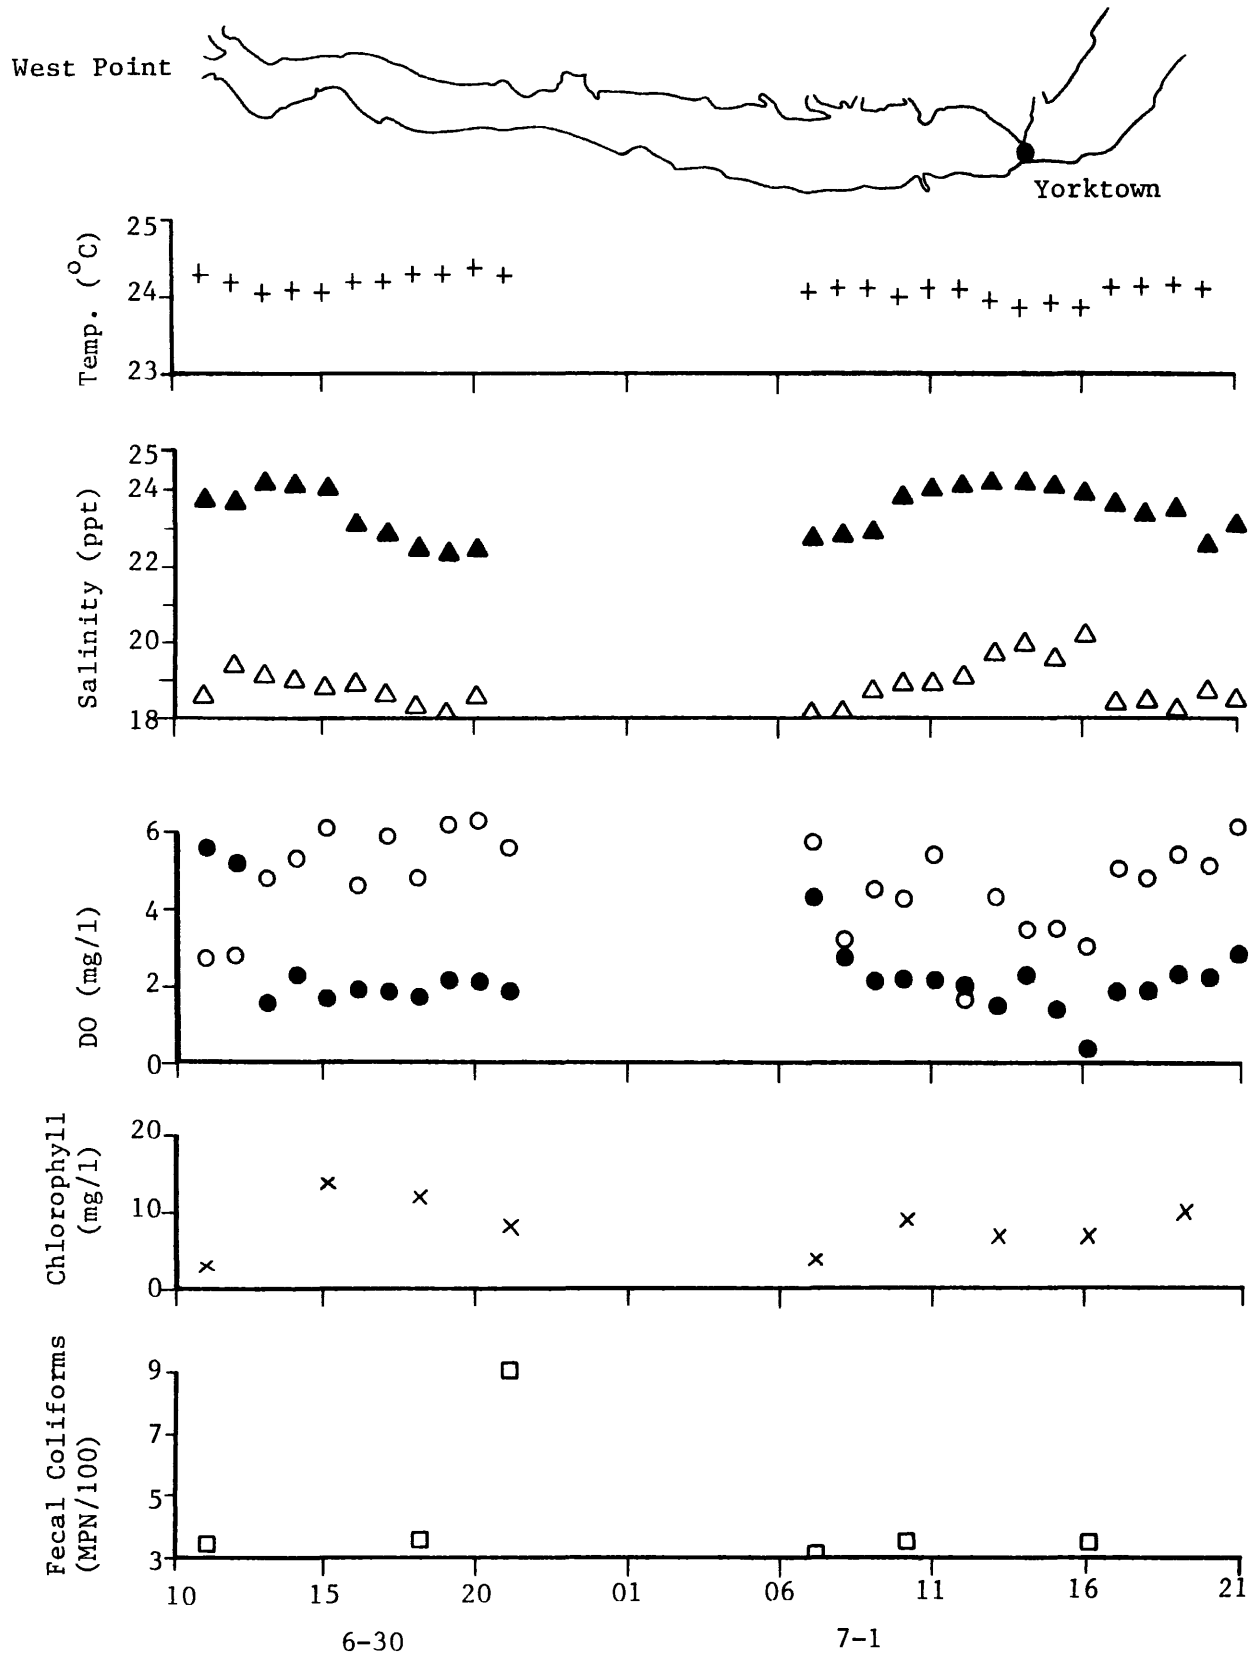 West Point
Yorktown
Temp. (°C)
25
24
23
Salinity (ppt)
25
24
22
20
18
DO (mg/l)
6
4
2
0
Chlorophyll
(mg/l)
20
10
0
Fecal Coliforms
(MPN/100)
9
7
5
3
10 15 20 01 06 11 16 21
6-30 7-1